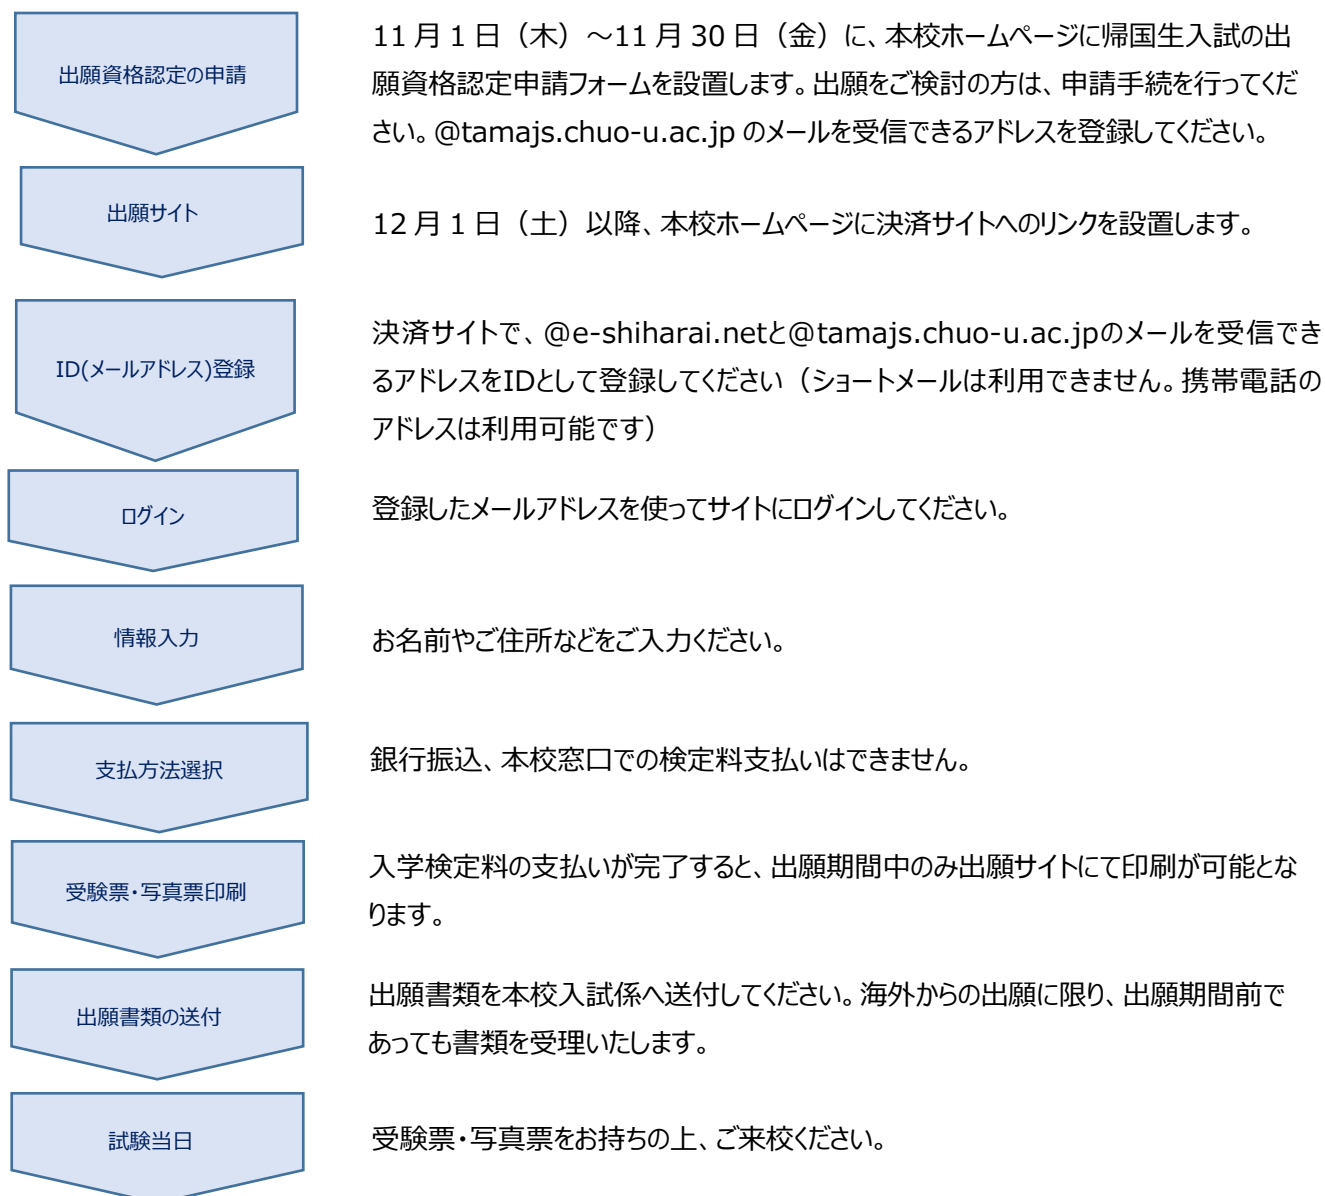 出願資格認定の申請
11 月 1 日（木）～11 月 30 日（金）に、本校ホームページに帰国生入試の出
願資格認定申請フォームを設置します。出願をご検討の方は、申請手続を行ってくだ
さい。@tamajs.chuo-u.ac.jp のメールを受信できるアドレスを登録してください。
出願サイト
12 月 1 日（土）以降、本校ホームページに決済サイトへのリンクを設置します。
ID(メールアドレス)登録
決済サイトで、@e-shiharai.netと@tamajs.chuo-u.ac.jpのメールを受信でき
るアドレスをIDとして登録してください（ショートメールは利用できません。携帯電話の
アドレスは利用可能です）
ログイン
登録したメールアドレスを使ってサイトにログインしてください。
情報入力
お名前やご住所などをご入力ください。
支払方法選択
銀行振込、本校窓口での検定料支払いはできません。
受験票・写真票印刷
入学検定料の支払いが完了すると、出願期間中のみ出願サイトにて印刷が可能とな
ります。
出願書類の送付
出願書類を本校入試係へ送付してください。海外からの出願に限り、出願期間前で
あっても書類を受理いたします。
試験当日
受験票・写真票をお持ちの上、ご来校ください。